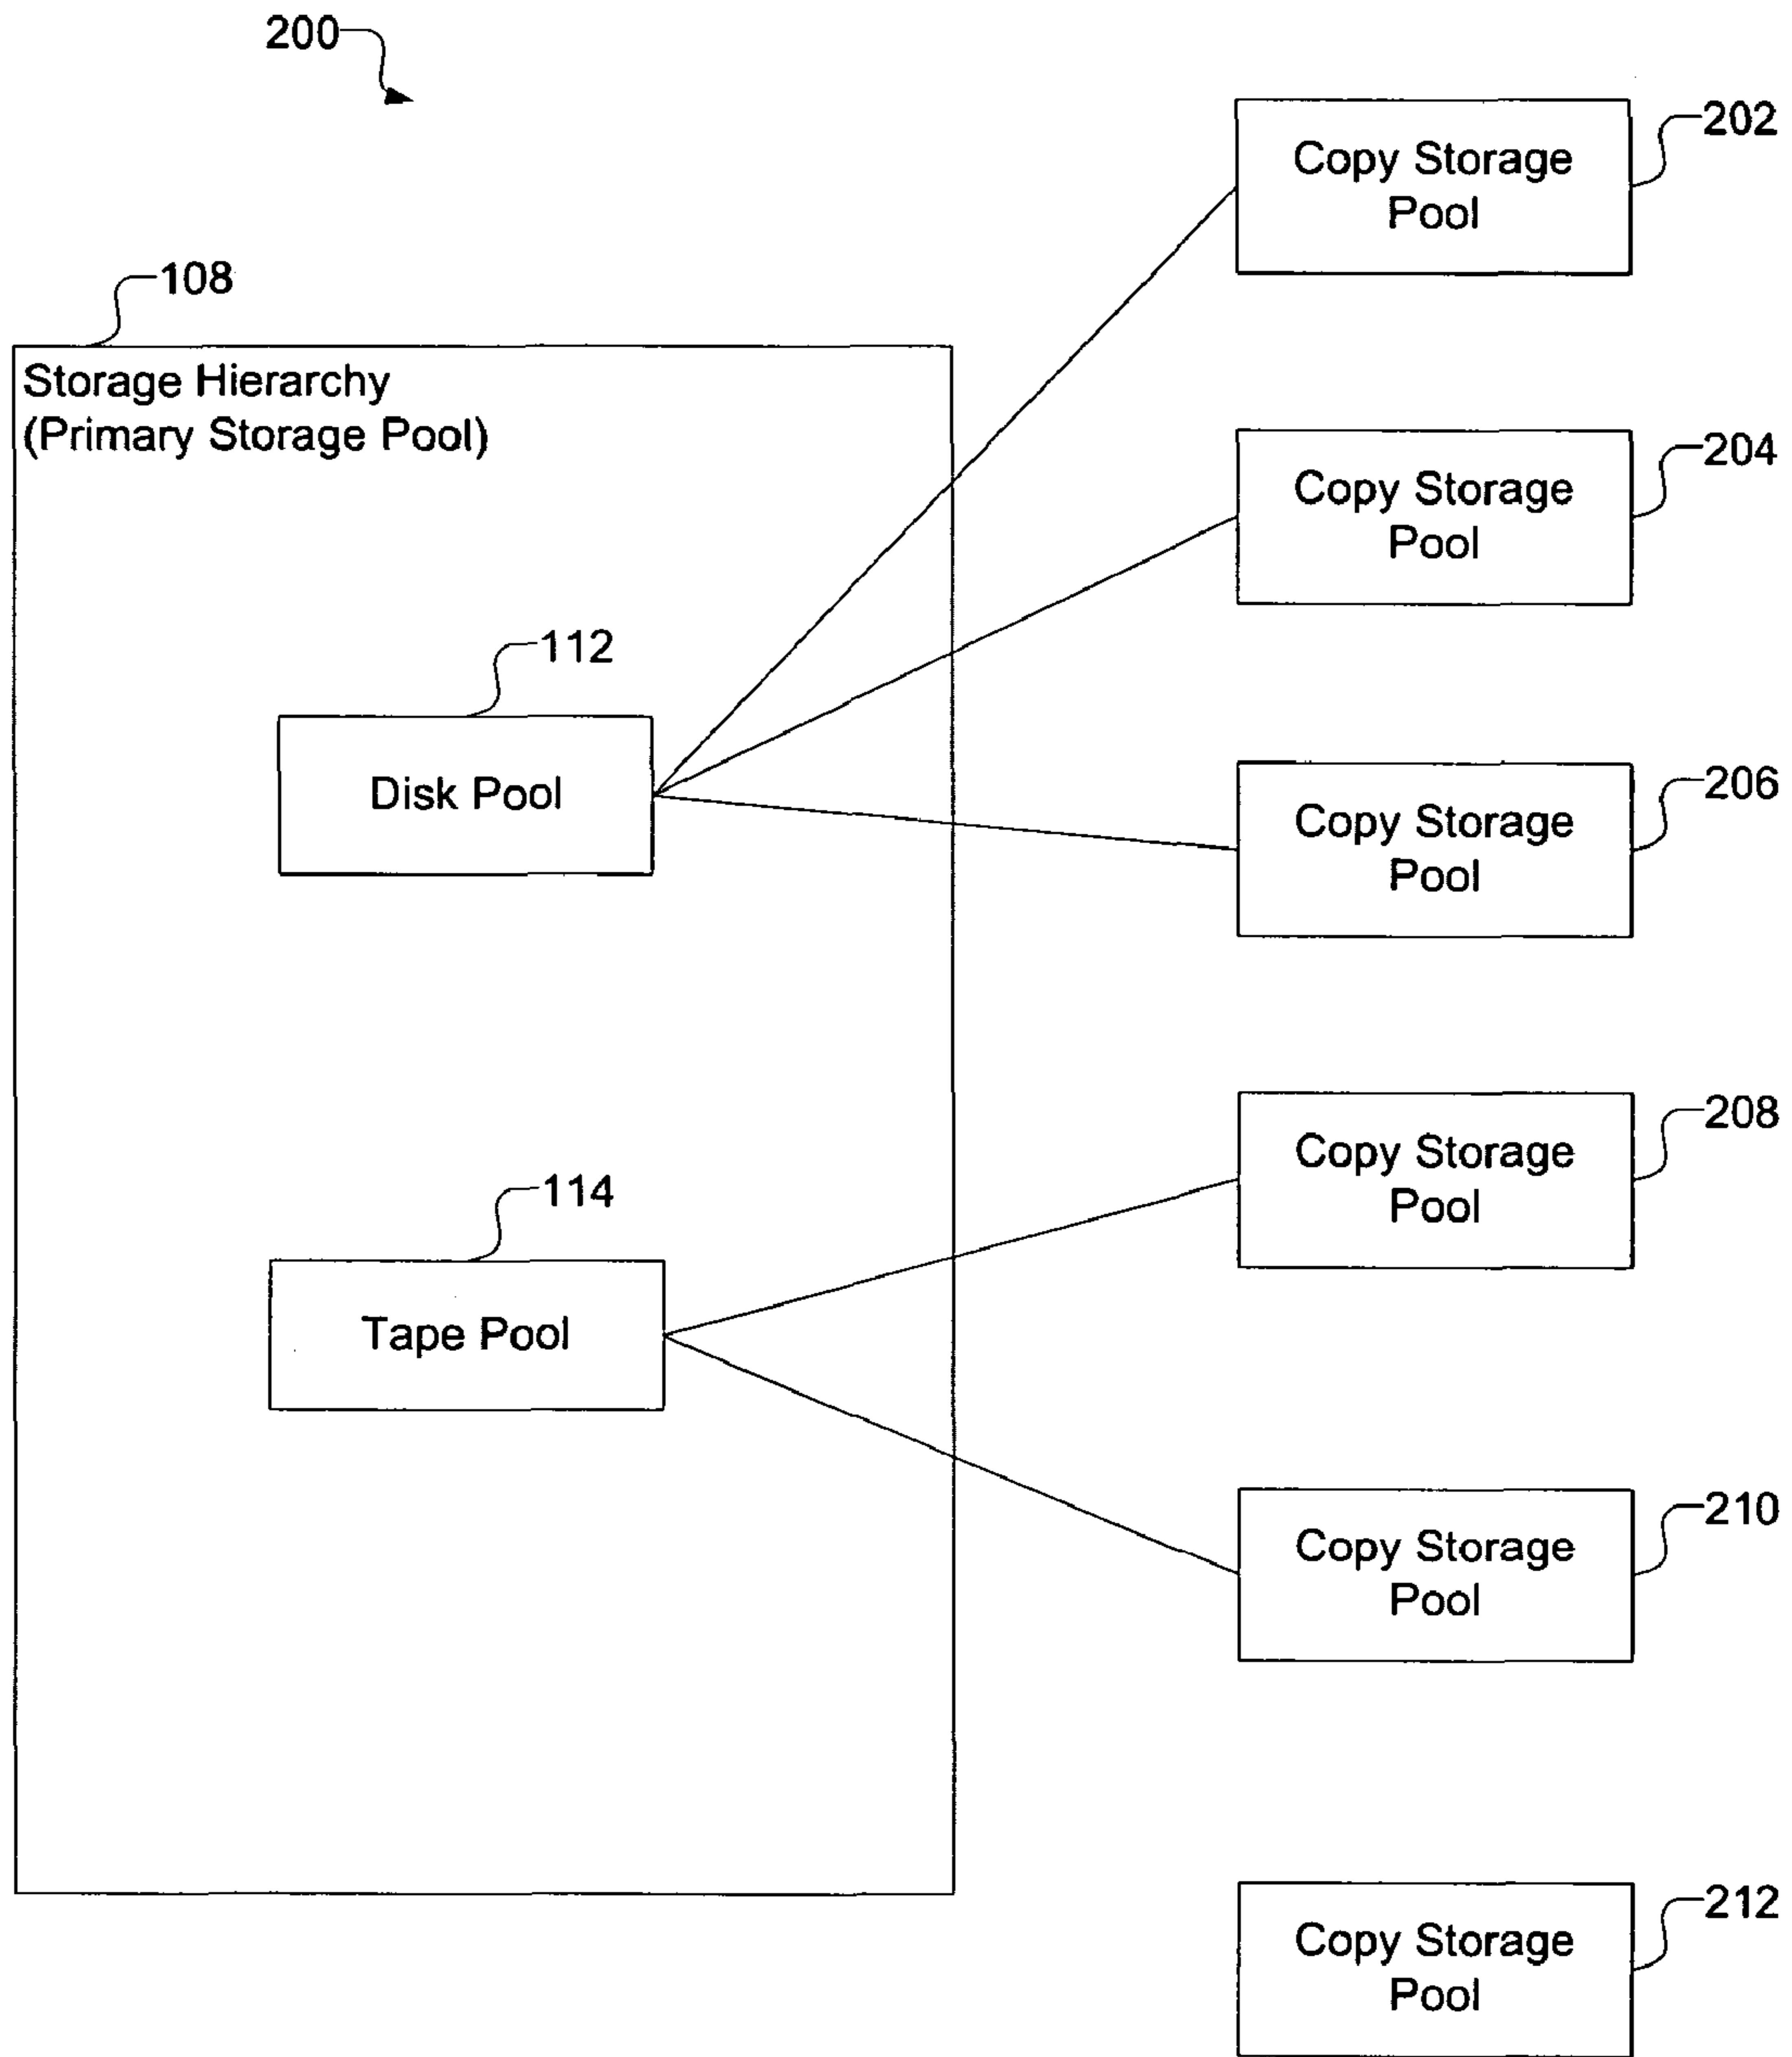 200
202
Copy Storage
Pool
108
Storage Hierarchy
(Primary Storage Pool)
204
Copy Storage
Pool
112
Disk Pool
206
Copy Storage
Pool
208
Copy Storage
Pool
114
Tape Pool
210
Copy Storage
Pool
212
Copy Storage
Pool